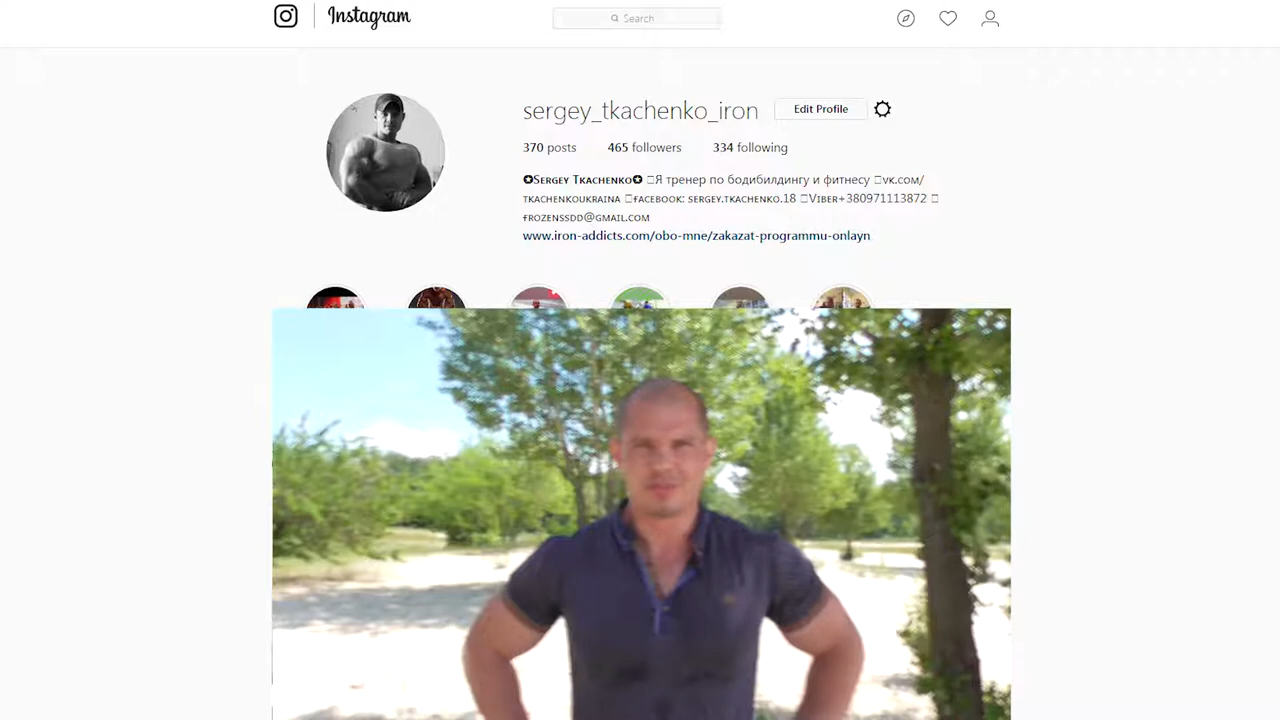 Instagram
Search
sergey_tkachenko_iron Edit Profile
370 posts 465 followers 334 following
✪Sergey Tkachenko✪ Я тренер по бодибилдингу и фитнесу vk.com/
tkachenkoukraina facebook: sergey.tkachenko.18 Viber+380971113872
frozenssdd@gmail.com
www.iron-addicts.com/obo-mne/zakazat-programmu-onlayn